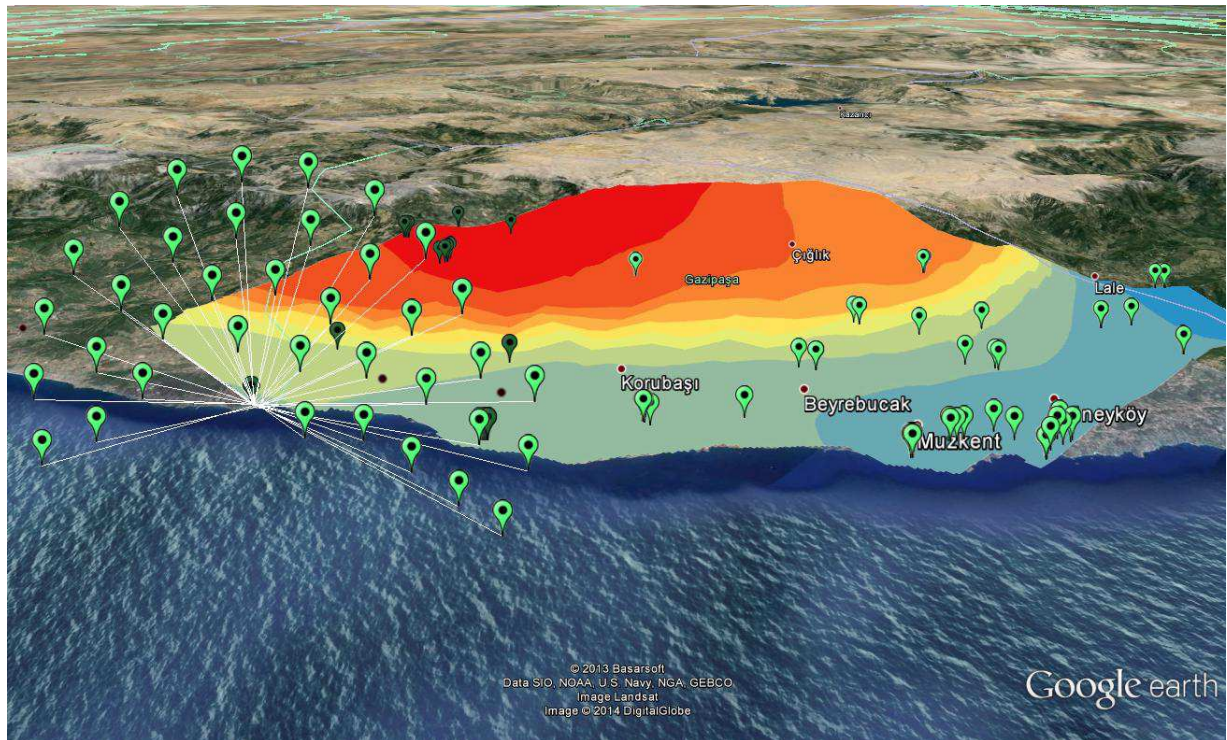 Kazancı
Çığlık
Gazipaşa
Lale
Korubaşı
Beyrebucak
neyköy
Muzkent
© 2013 Basarsoft
Data SIO, NOAA, U.S. Navy, NGA, GEBCO
Image Landsat
Image © 2014 DigitalGlobe
Google earth